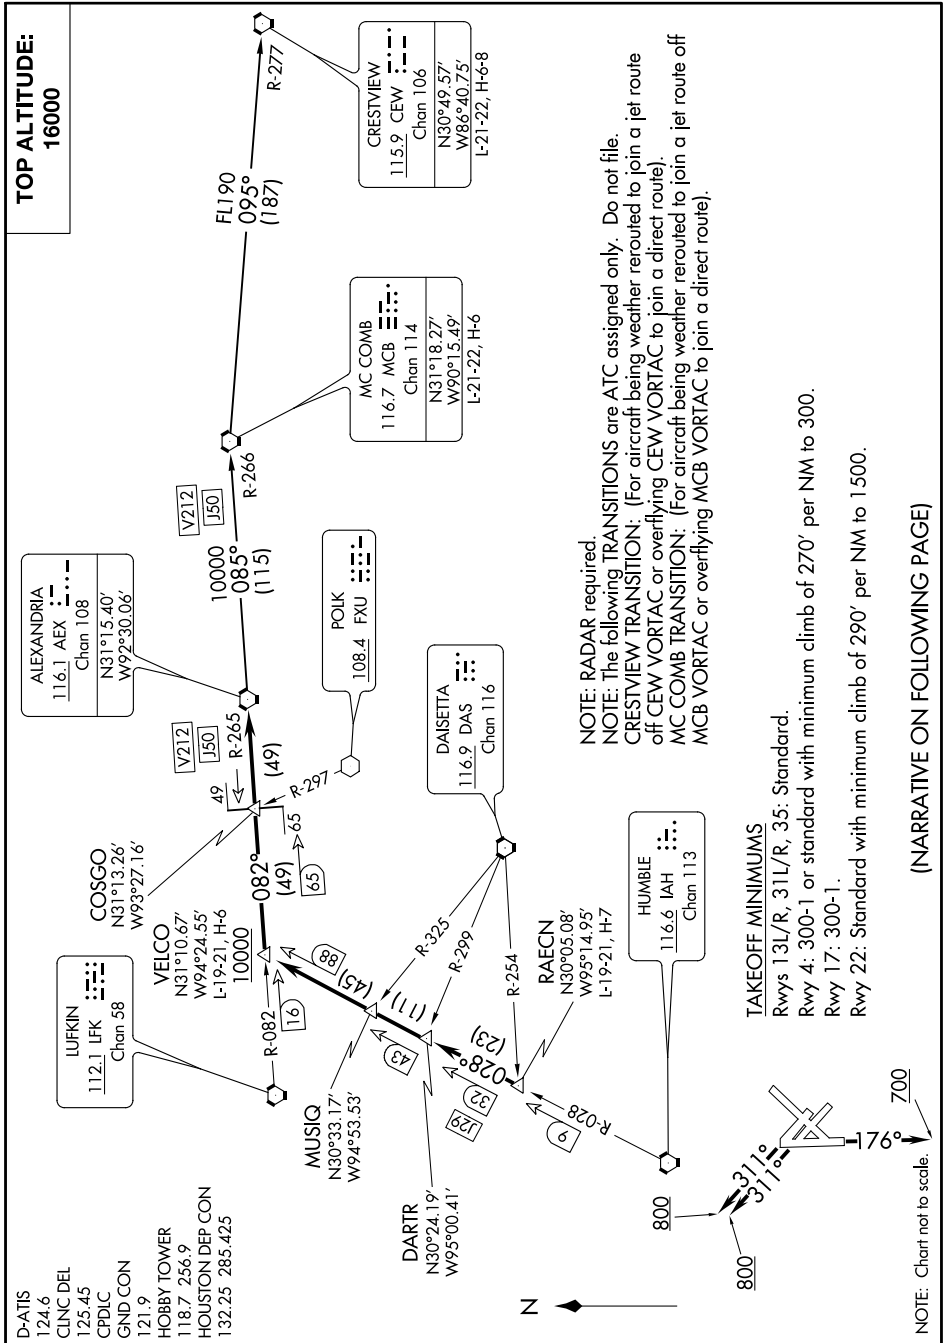 TOP ALTITUDE:
16000
D-ATIS
124.6
CLNC DEL
125.45
CPDLC
GND CON
121.9
HOBBY TOWER
118.7 256.9
HOUSTON DEP CON
132.25 285.425
LUFKIN
112.1 LFK
Chan 58
R-082
16
VELCO
N31°10.67'
W94°24.55'
L-19-21, H-6
10000
COSGO
N31°13.26'
W93°27.16'
082°
(49)
65
65
49
R-265
(49)
V212
J50
ALEXANDRIA
116.1 AEX
Chan 108
N31°15.40'
W92°30.06'
V212
J50
10000
085°
(115)
R-266
MC COMB
116.7 MCB
Chan 114
N31°18.27'
W90°15.49'
L-21-22, H-6
FL190
095°
(187)
R-277
CRESTVIEW
115.9 CEW
Chan 106
N30°49.57'
W86°40.75'
L-21-22, H-6-8
POLK
108.4 FXU
R-297
DAISETTA
116.9 DAS
Chan 116
R-325
R-299
R-254
88
(45)
MUSIQ
N30°33.17'
W94°53.53'
43
(11)
DARTR
N30°24.19'
W95°00.41'
J29
32
028°
(23)
RAECN
N30°05.08'
W95°14.95'
L-19-21, H-7
9
R-028
HUMBLE
116.6 IAH
Chan 113
N
800
800
311°
311°
176°
700
NOTE: RADAR required.
NOTE: The following TRANSITIONS are ATC assigned only. Do not file.
CRESTVIEW TRANSITION: (For aircraft being weather rerouted to join a jet route
off CEW VORTAC or overflying CEW VORTAC to join a direct route).
MC COMB TRANSITION: (For aircraft being weather rerouted to join a jet route off
MCB VORTAC or overflying MCB VORTAC to join a direct route).
TAKEOFF MINIMUMS
Rwys 13L/R, 31L/R, 35: Standard.
Rwy 4: 300-1 or standard with minimum climb of 270' per NM to 300.
Rwy 17: 300-1.
Rwy 22: Standard with minimum climb of 290' per NM to 1500.
(NARRATIVE ON FOLLOWING PAGE)
NOTE: Chart not to scale.